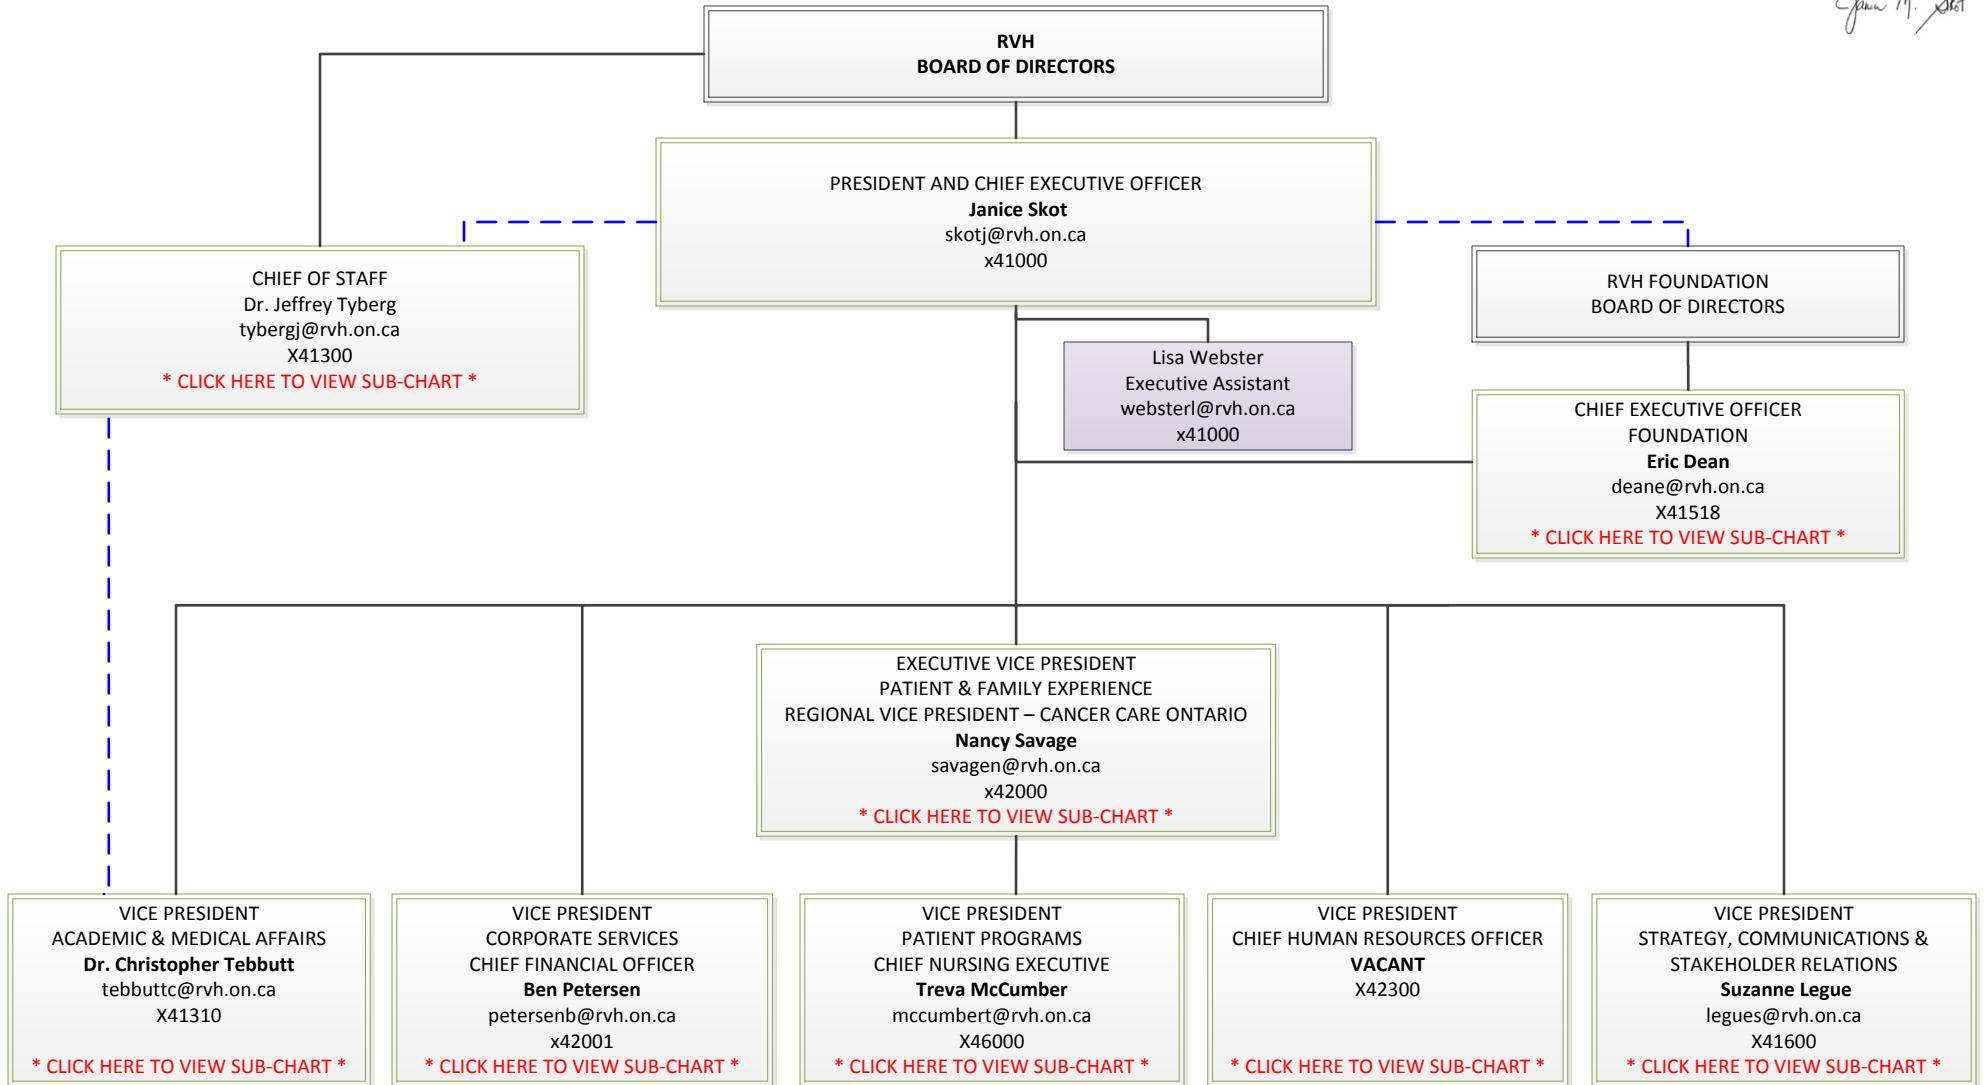 Janice M. Skot
RVH
BOARD OF DIRECTORS
PRESIDENT AND CHIEF EXECUTIVE OFFICER
Janice Skot
skotj@rvh.on.ca
x41000
CHIEF OF STAFF
Dr. Jeffrey Tyberg
tybergj@rvh.on.ca
X41300
* CLICK HERE TO VIEW SUB-CHART *
RVH FOUNDATION
BOARD OF DIRECTORS
Lisa Webster
Executive Assistant
websterl@rvh.on.ca
x41000
CHIEF EXECUTIVE OFFICER
FOUNDATION
Eric Dean
deane@rvh.on.ca
X41518
* CLICK HERE TO VIEW SUB-CHART *
EXECUTIVE VICE PRESIDENT
PATIENT & FAMILY EXPERIENCE
REGIONAL VICE PRESIDENT – CANCER CARE ONTARIO
Nancy Savage
savagen@rvh.on.ca
x42000
* CLICK HERE TO VIEW SUB-CHART *
VICE PRESIDENT
ACADEMIC & MEDICAL AFFAIRS
Dr. Christopher Tebbutt
tebbuttc@rvh.on.ca
X41310
* CLICK HERE TO VIEW SUB-CHART *
VICE PRESIDENT
CORPORATE SERVICES
CHIEF FINANCIAL OFFICER
Ben Petersen
petersenb@rvh.on.ca
x42001
* CLICK HERE TO VIEW SUB-CHART *
VICE PRESIDENT
PATIENT PROGRAMS
CHIEF NURSING EXECUTIVE
Treva McCumber
mccumbert@rvh.on.ca
X46000
* CLICK HERE TO VIEW SUB-CHART *
VICE PRESIDENT
CHIEF HUMAN RESOURCES OFFICER
VACANT
X42300
* CLICK HERE TO VIEW SUB-CHART *
VICE PRESIDENT
STRATEGY, COMMUNICATIONS &
STAKEHOLDER RELATIONS
Suzanne Legue
legues@rvh.on.ca
X41600
* CLICK HERE TO VIEW SUB-CHART *